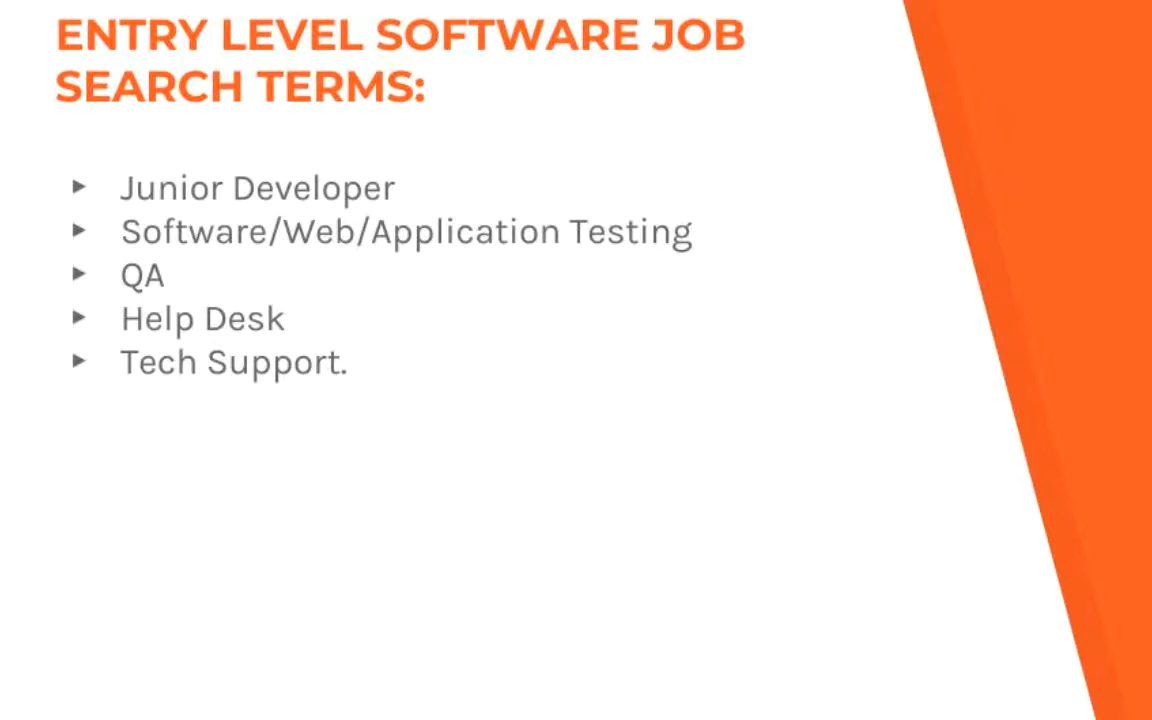 ENTRY LEVEL SOFTWARE JOB
SEARCH TERMS:
▸ Junior Developer
▸ Software/Web/Application Testing
▸ QA
▸ Help Desk
▸ Tech Support.